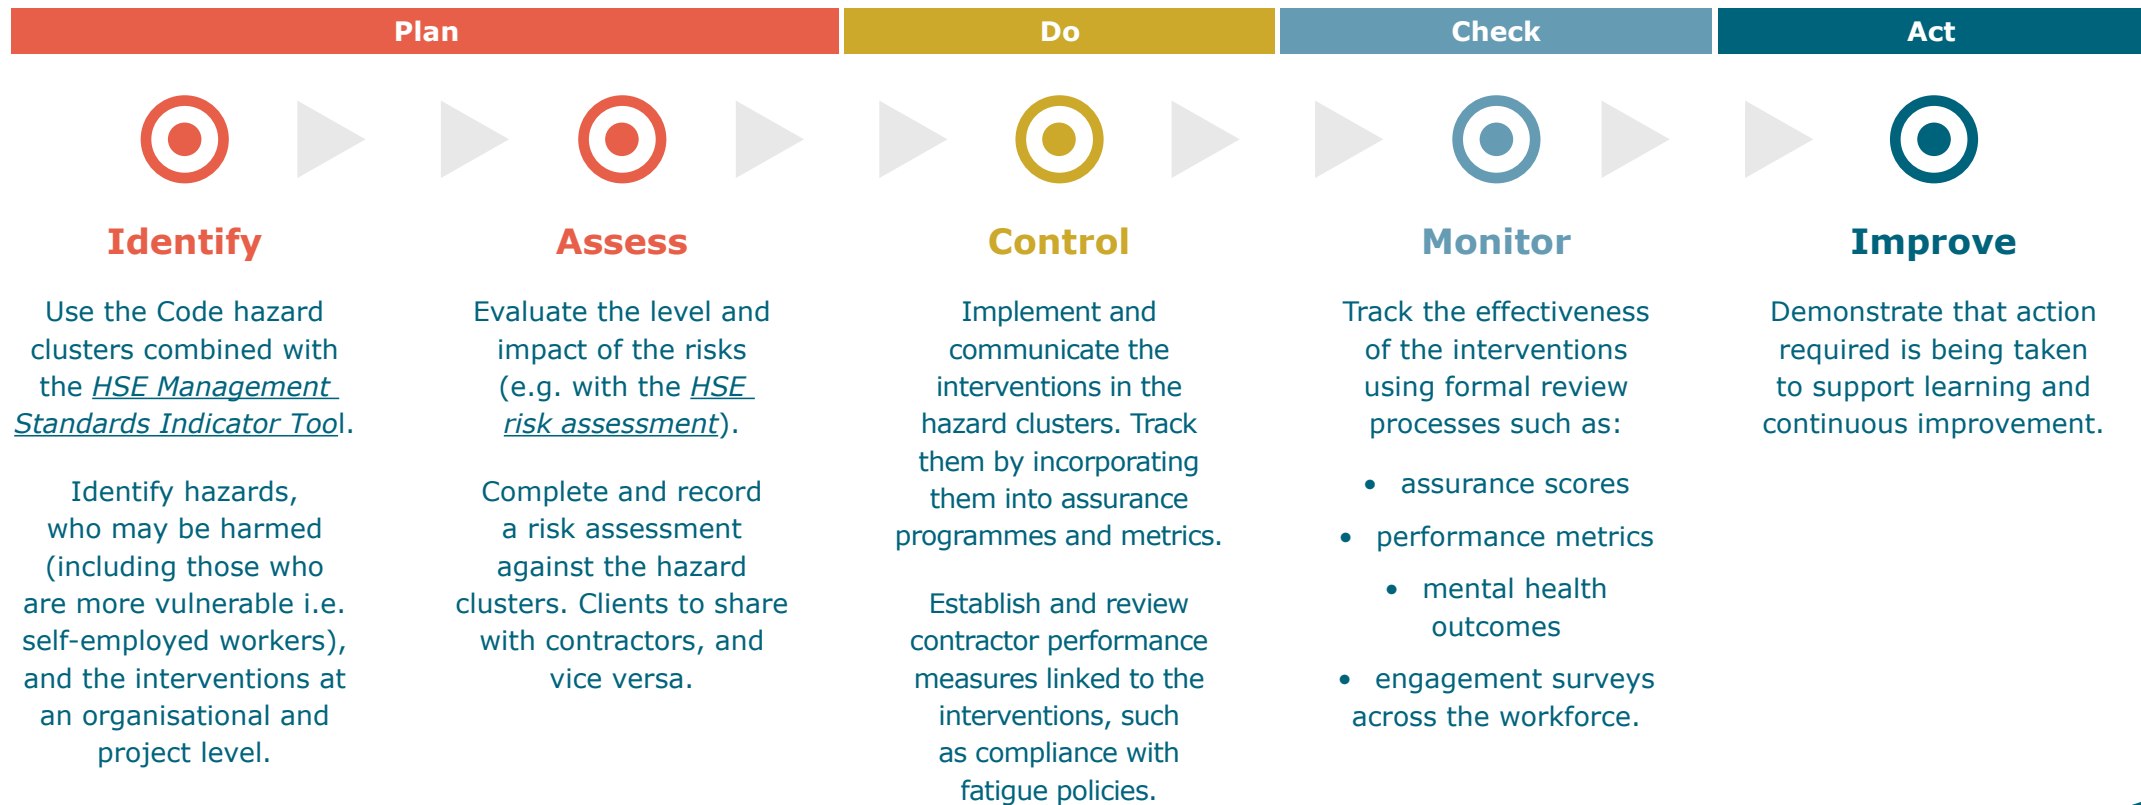 Plan
Do
Check
Act
Identify
Use the Code hazard
clusters combined with
the HSE Management
Standards Indicator Tool.
Identify hazards,
who may be harmed
(including those who
are more vulnerable i.e.
self-employed workers),
and the interventions at
an organisational and
project level.
Assess
Evaluate the level and
impact of the risks
(e.g. with the HSE
risk assessment).
Complete and record
a risk assessment
against the hazard
clusters. Clients to share
with contractors, and
vice versa.
Control
Implement and
communicate the
interventions in the
hazard clusters. Track
them by incorporating
them into assurance
programmes and metrics.
Establish and review
contractor performance
measures linked to the
interventions, such
as compliance with
fatigue policies.
Monitor
Track the effectiveness
of the interventions
using formal review
processes such as:
• assurance scores
• performance metrics
• mental health
outcomes
• engagement surveys
across the workforce.
Improve
Demonstrate that action
required is being taken
to support learning and
continuous improvement.